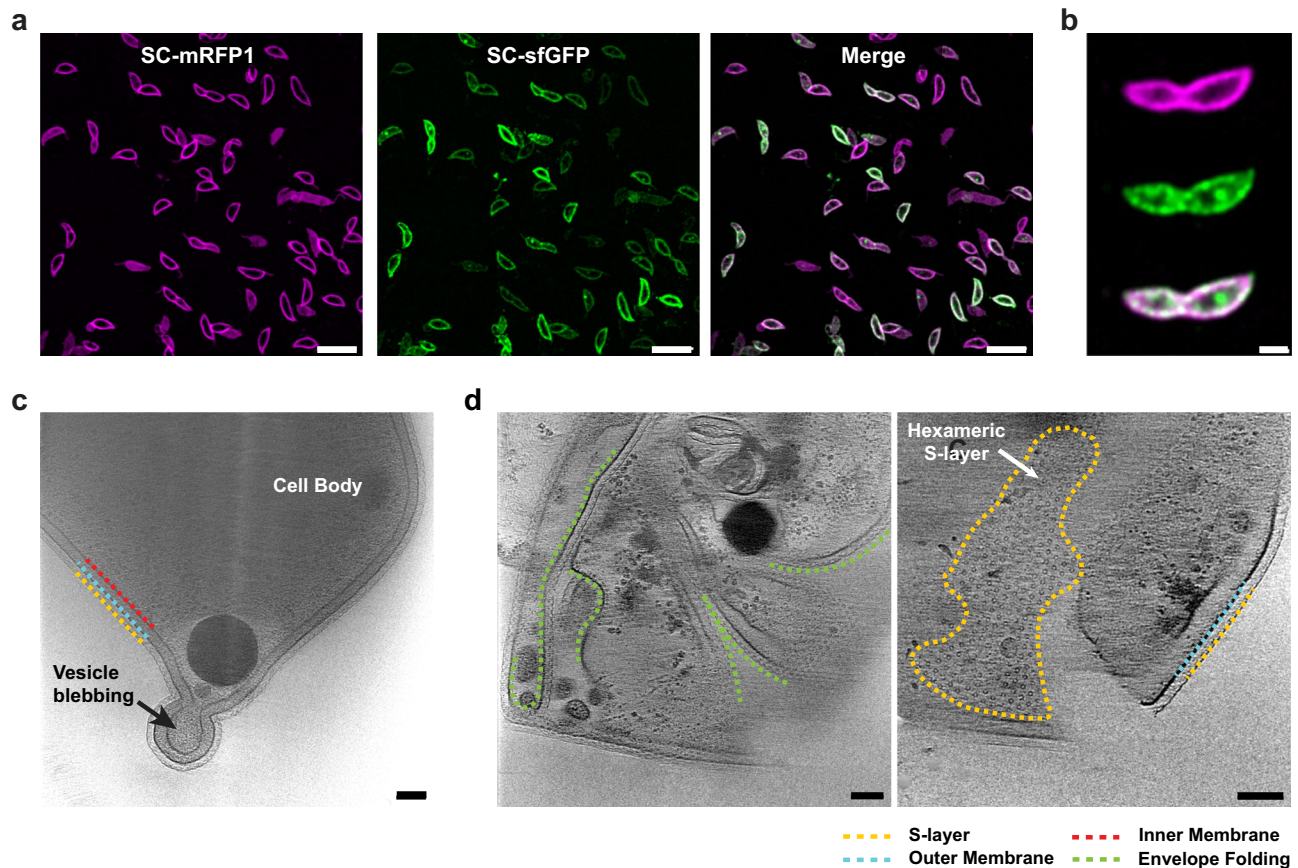 a
b
SC-mRFP1
SC-sfGFP
Merge
c
d
Cell Body
Vesicle
blebbing
Hexameric
S-layer
S-layer
Inner Membrane
Outer Membrane
Envelope Folding